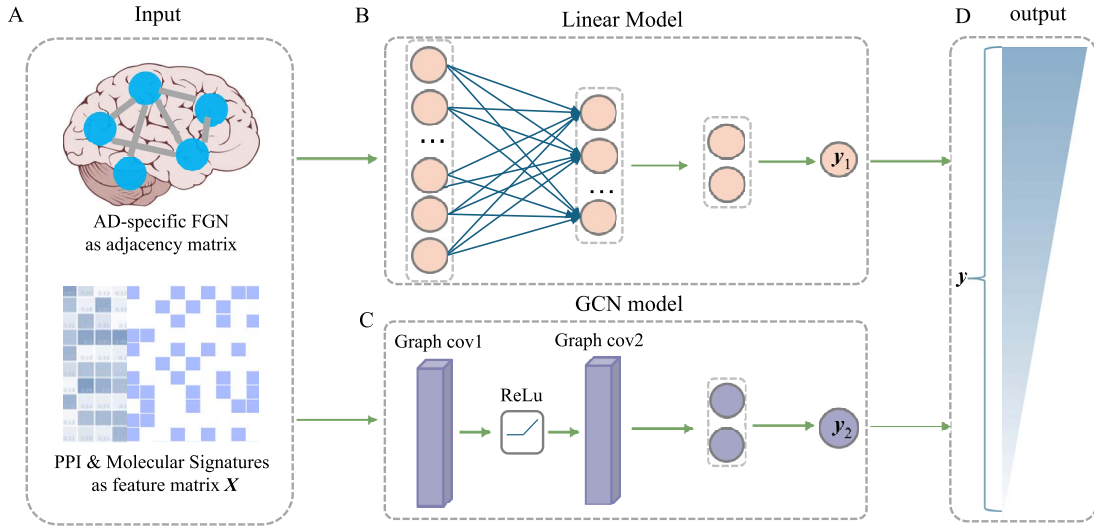 A
Input
AD-specific FGN
as adjacency matrix
PPI & Molecular Signatures
as feature matrix X
B
Linear Model
...
...
y1
C
GCN model
Graph cov1
ReLu
Graph cov2
y2
D
output
y